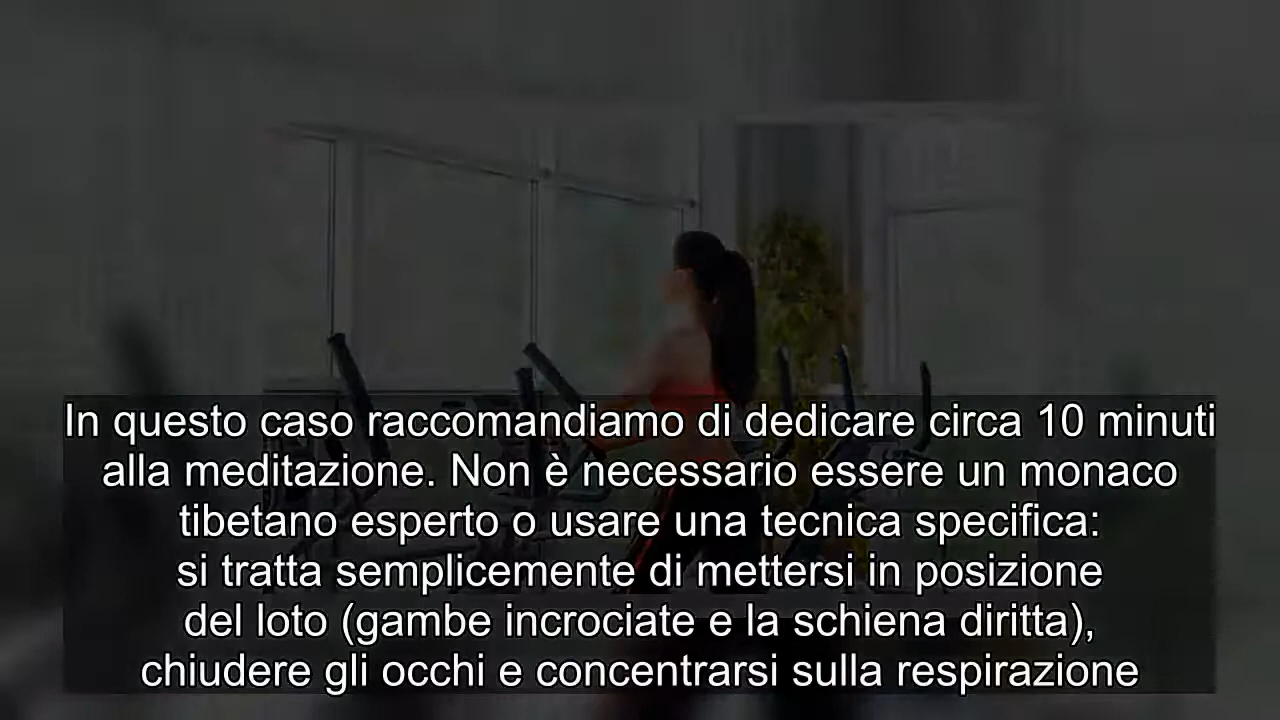 In questo caso raccomandiamo di dedicare circa 10 minuti
alla meditazione. Non è necessario essere un monaco
tibetano esperto o usare una tecnica specifica:
si tratta semplicemente di mettersi in posizione
del loto (gambe incrociate e la schiena diritta),
chiudere gli occhi e concentrarsi sulla respirazione